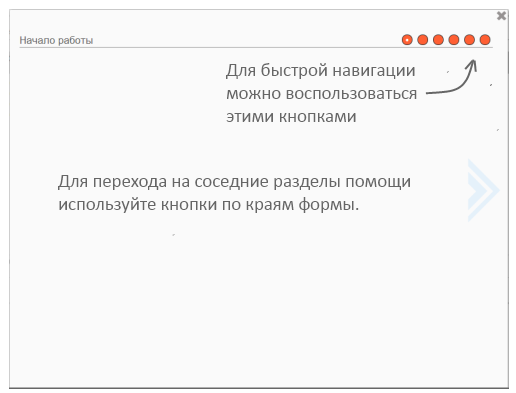 Начало работы
Для быстрой навигации
можно воспользоваться
этими кнопками
Для перехода на соседние разделы помощи
используйте кнопки по краям формы.